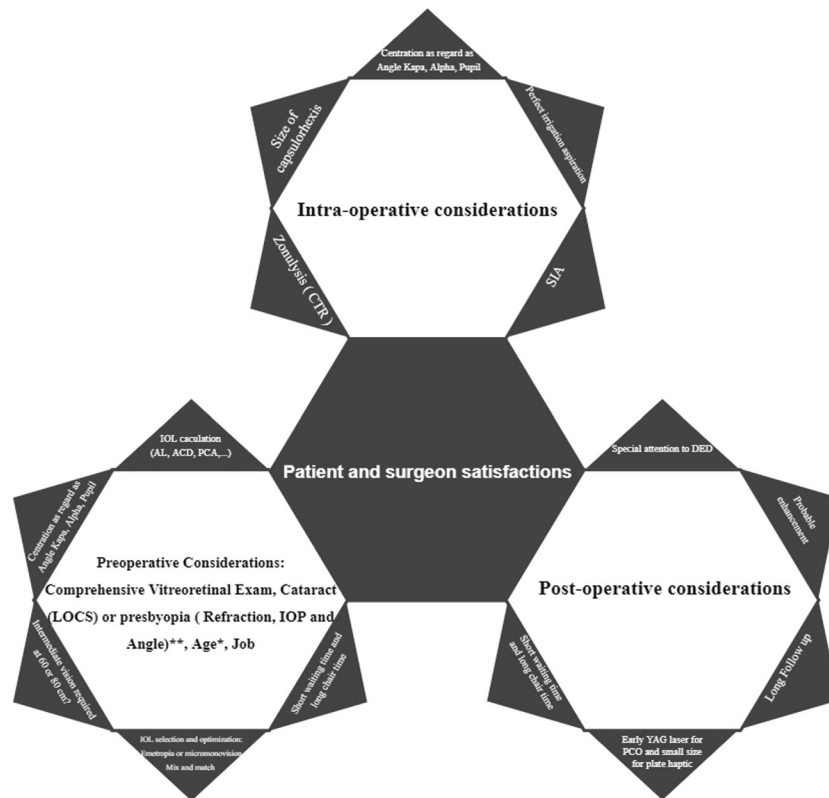 Centration as regard as
Angle Kapa, Alpha, Pupil
Size of
capsulorhexis
Perfect irrigation aspiration
Intra-operative considerations
Zonulysis ( CTR )
SIA
Patient and surgeon satisfactions
IOL caculation
(AL, ACD, PCA,...)
Centration as regard as
Angle Kapa, Alpha, Pupil
Preoperative Considerations:
Comprehensive Vitreoretinal Exam, Cataract
(LOCS) or presbyopia ( Refraction, IOP and
Angle)**, Age*, Job
Intermediate vision required
at 60 or 80 cm?
Short waiting time and
long chair time
IOL selection and optimization:
Emetropia or micromonovision
Mix and match
Special attention to DED
Probable
enhancement
Post-operative considerations
Short waiting time
and long chair time
Long Follow up
Early YAG laser for
PCO and small size
for plate haptic